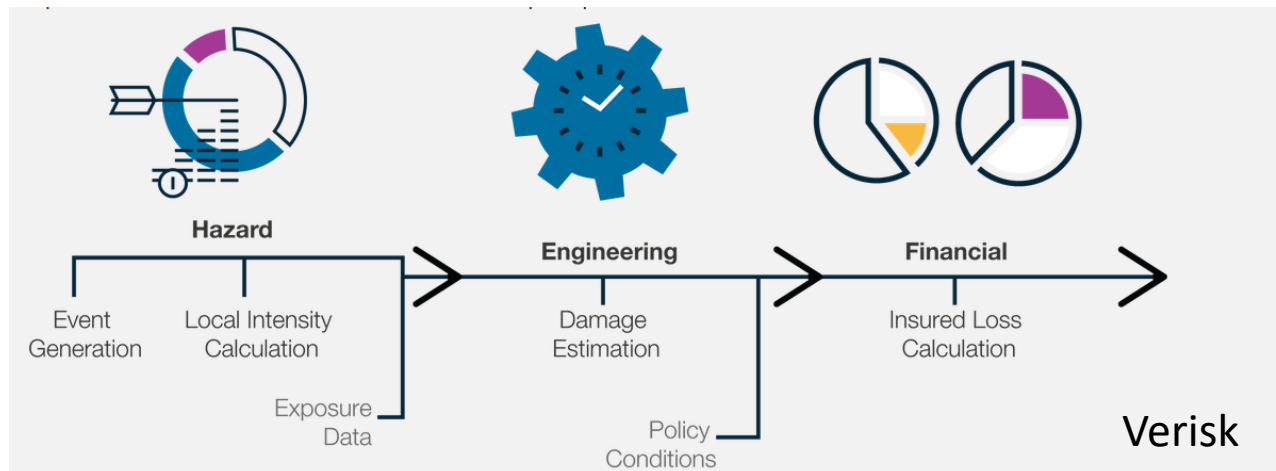 Hazard
Engineering
Financial
Event
Generation
Local Intensity
Calculation
Damage
Estimation
Insured Loss
Calculation
Exposure
Data
Policy
Conditions
Verisk